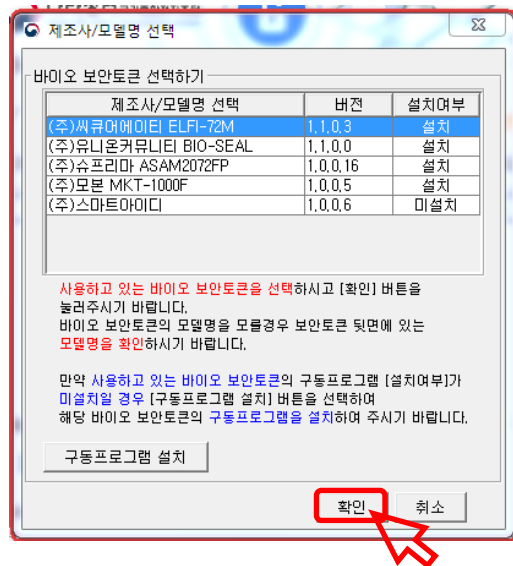 제조사/모델명 선택
바이오 보안토큰 선택하기
제조사/모델명 선택 버전 설치여부
(주)씨큐어에이티 ELFI-72M 1,1,0,3 설치
(주)유니온커뮤니티 BIO-SEAL 1,1,0,0 설치
(주)슈프리마 ASAM2072FP 1,0,0,16 설치
(주)모본 MKT-1000F 1,0,0,5 설치
(주)스마트아이디 1,0,0,6 미설치
사용하고 있는 바이오 보안토큰을 선택하시고 [확인] 버튼을
눌러주시기 바랍니다.
바이오 보안토큰의 모델명을 모를경우 보안토큰 뒷면에 있는
모델명을 확인하시기 바랍니다.
만약 사용하고 있는 바이오 보안토큰의 구동프로그램 [설치여부]가
미설치일 경우 [구동프로그램 설치] 버튼을 선택하여
해당 바이오 보안토큰의 구동프로그램을 설치하여 주시기 바랍니다.
구동프로그램 설치
확인 취소